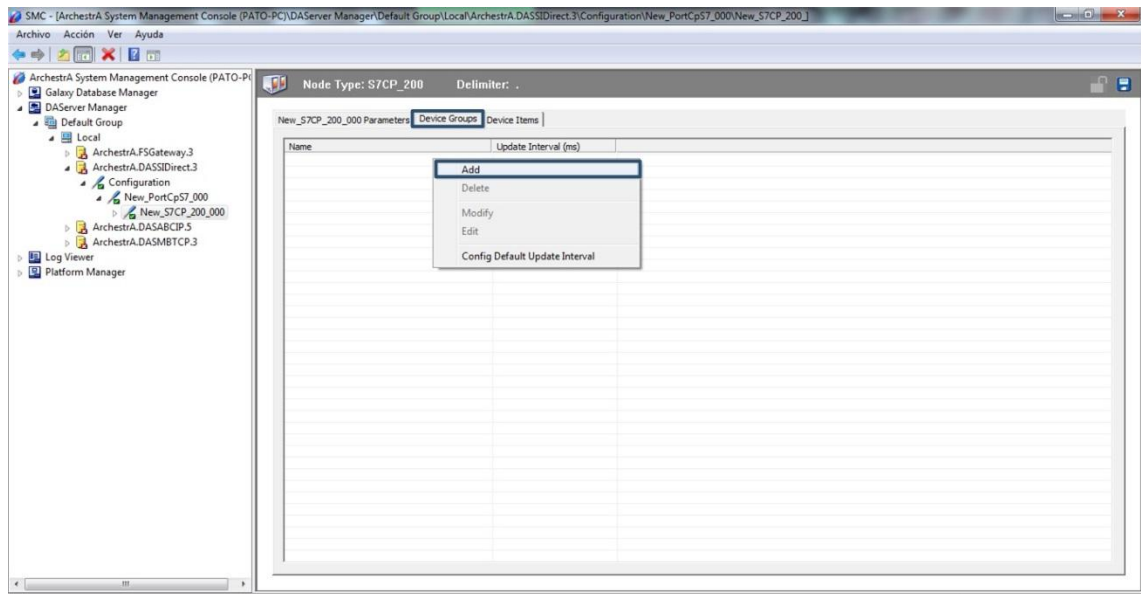 SMC - [ArchestrA System Management Console (PATO-PC)\DAServer Manager\Default Group\Local\ArchestrA.DASSIDirect.3\Configuration\New_PortCpS7_000\New_S7CP_200_]
Archivo Acción Ver Ayuda
ArchestrA System Management Console (PATO-P
Galaxy Database Manager
DAServer Manager
Default Group
Local
ArchestrA.FSGateway.3
ArchestrA.DASSIDirect.3
Configuration
New_PortCpS7_000
New_S7CP_200_000
ArchestrA.DASABCIP.5
ArchestrA.DASMBTCP.3
Log Viewer
Platform Manager
Node Type: S7CP_200 Delimiter: .
New_S7CP_200_000 Parameters Device Groups Device Items
Name Update Interval (ms)
Add
Delete
Modify
Edit
Config Default Update Interval